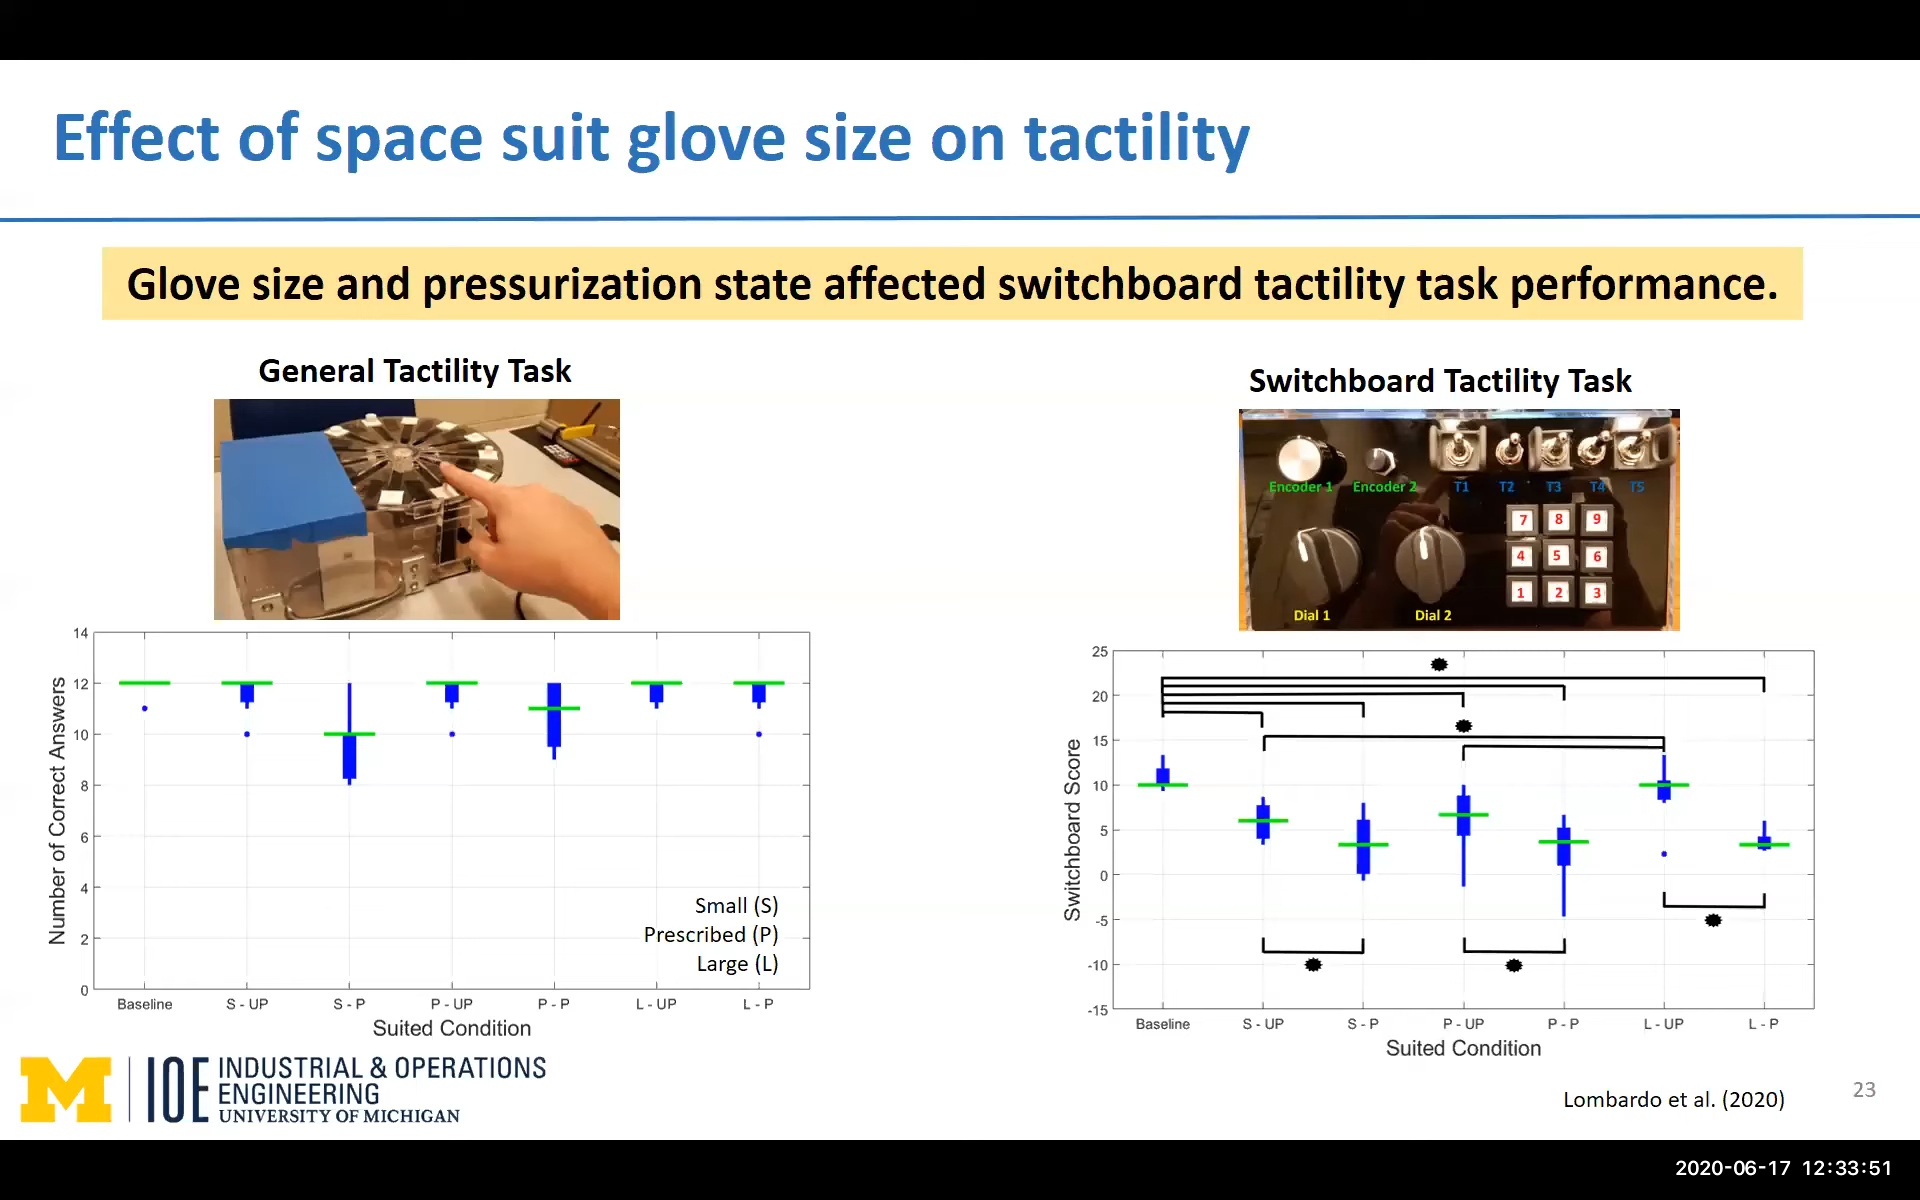 Effect of space suit glove size on tactility
Glove size and pressurization state affected switchboard tactility task performance.
General Tactility Task
Switchboard Tactility Task
Encoder 1
Encoder 2
T1
T2
T3
T4
T5
7 8 9
4 5 6
1 2 3
Dial 1
Dial 2
Number of Correct Answers
14
12
10
8
6
4
2
0
Small (S)
Prescribed (P)
Large (L)
Baseline
S - UP
S - P
P - UP
P - P
L - UP
L - P
Suited Condition
Switchboard Score
25
20
15
10
5
0
-5
-10
-15
Baseline
S - UP
S - P
P - UP
P - P
L - UP
L - P
Suited Condition
M
IOE
INDUSTRIAL & OPERATIONS
ENGINEERING
UNIVERSITY OF MICHIGAN
Lombardo et al. (2020)
23
2020-06-17 12:33:51